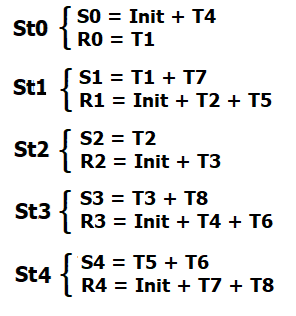 St0 { S0 = Init + T4
R0 = T1
St1 { S1 = T1 + T7
R1 = Init + T2 + T5
St2 { S2 = T2
R2 = Init + T3
St3 { S3 = T3 + T8
R3 = Init + T4 + T6
St4 { S4 = T5 + T6
R4 = Init + T7 + T8